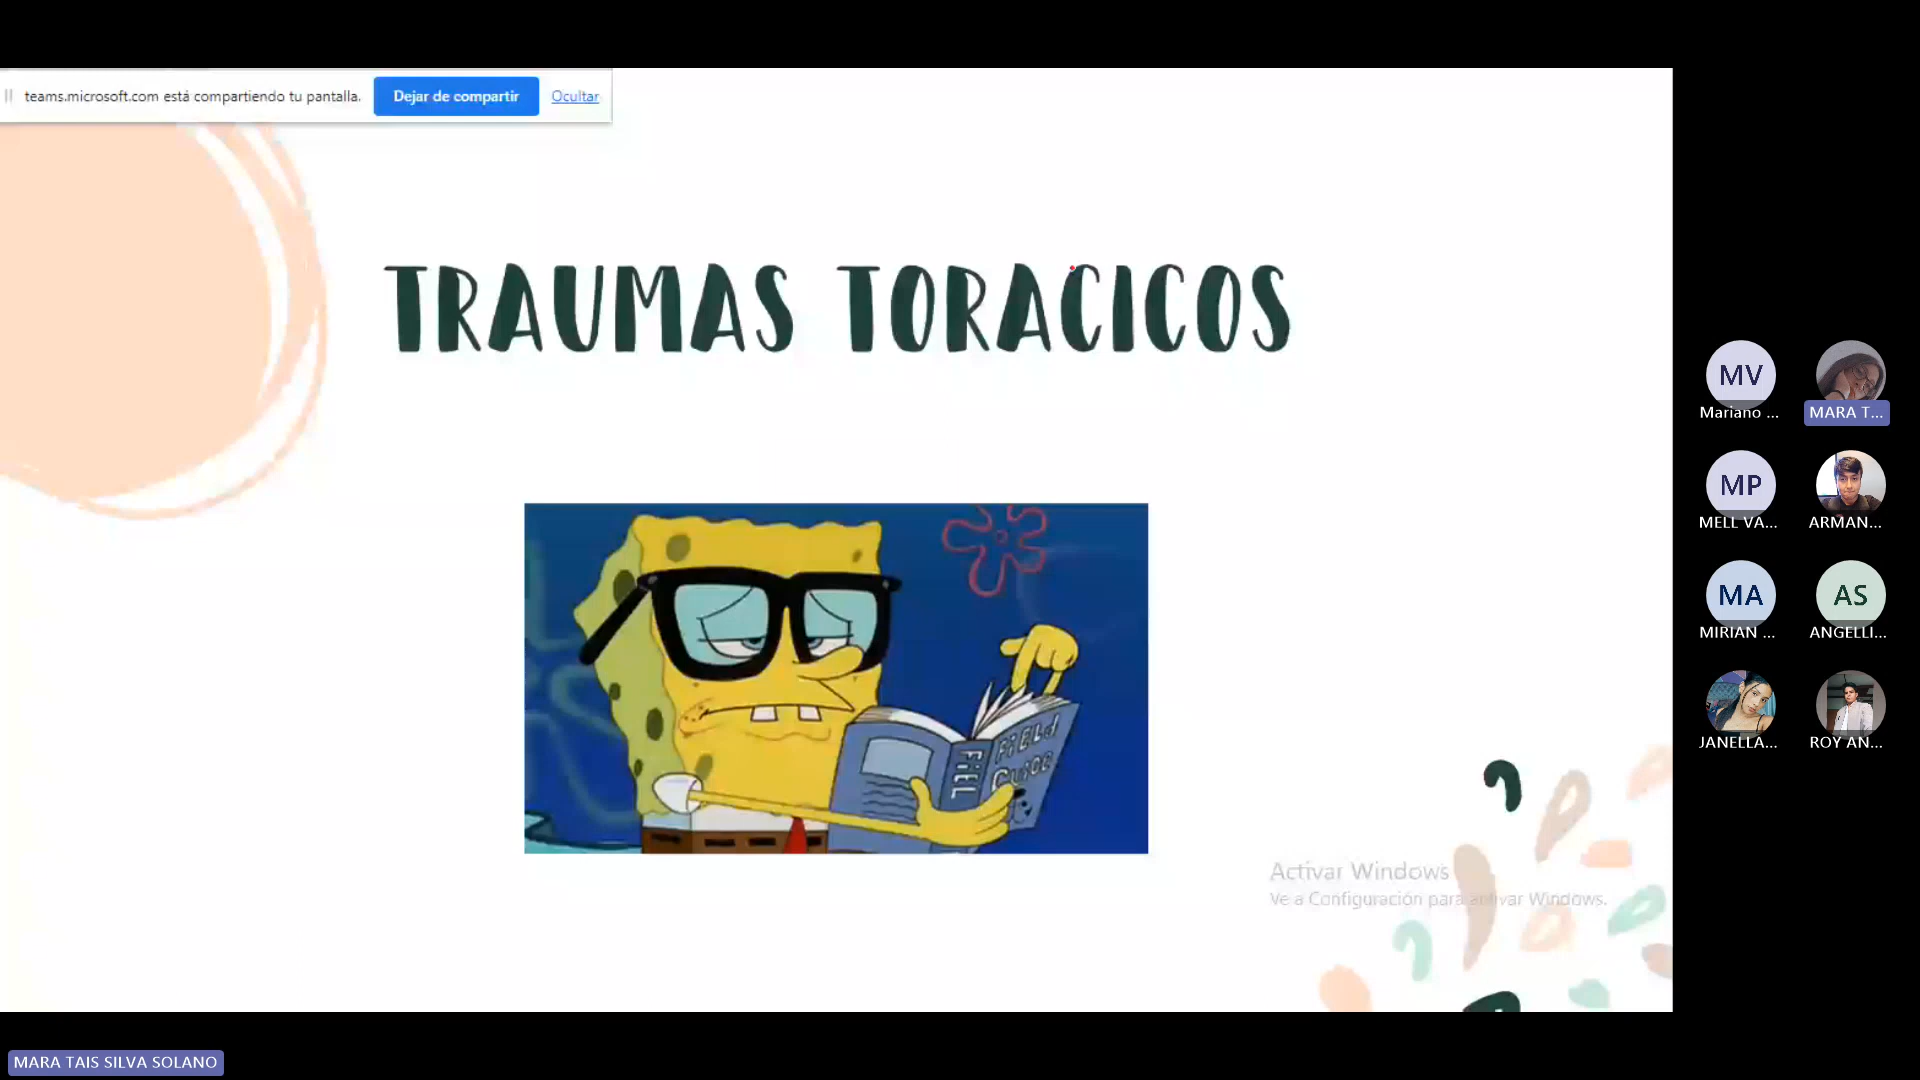 teams.microsoft.com está compartiendo tu pantalla.
Dejar de compartir
Ocultar
TRAUMAS TORACICOS
FIEL
FIELD
GUIDE
Activar Windows
Ve a Configuración para activar Windows.
MV
Mariano ...
MARA T...
MP
MELL VA...
ARMAN...
MA
MIRIAN ...
AS
ANGELLI...
JANELLA...
ROY AN...
MARA TAIS SILVA SOLANO